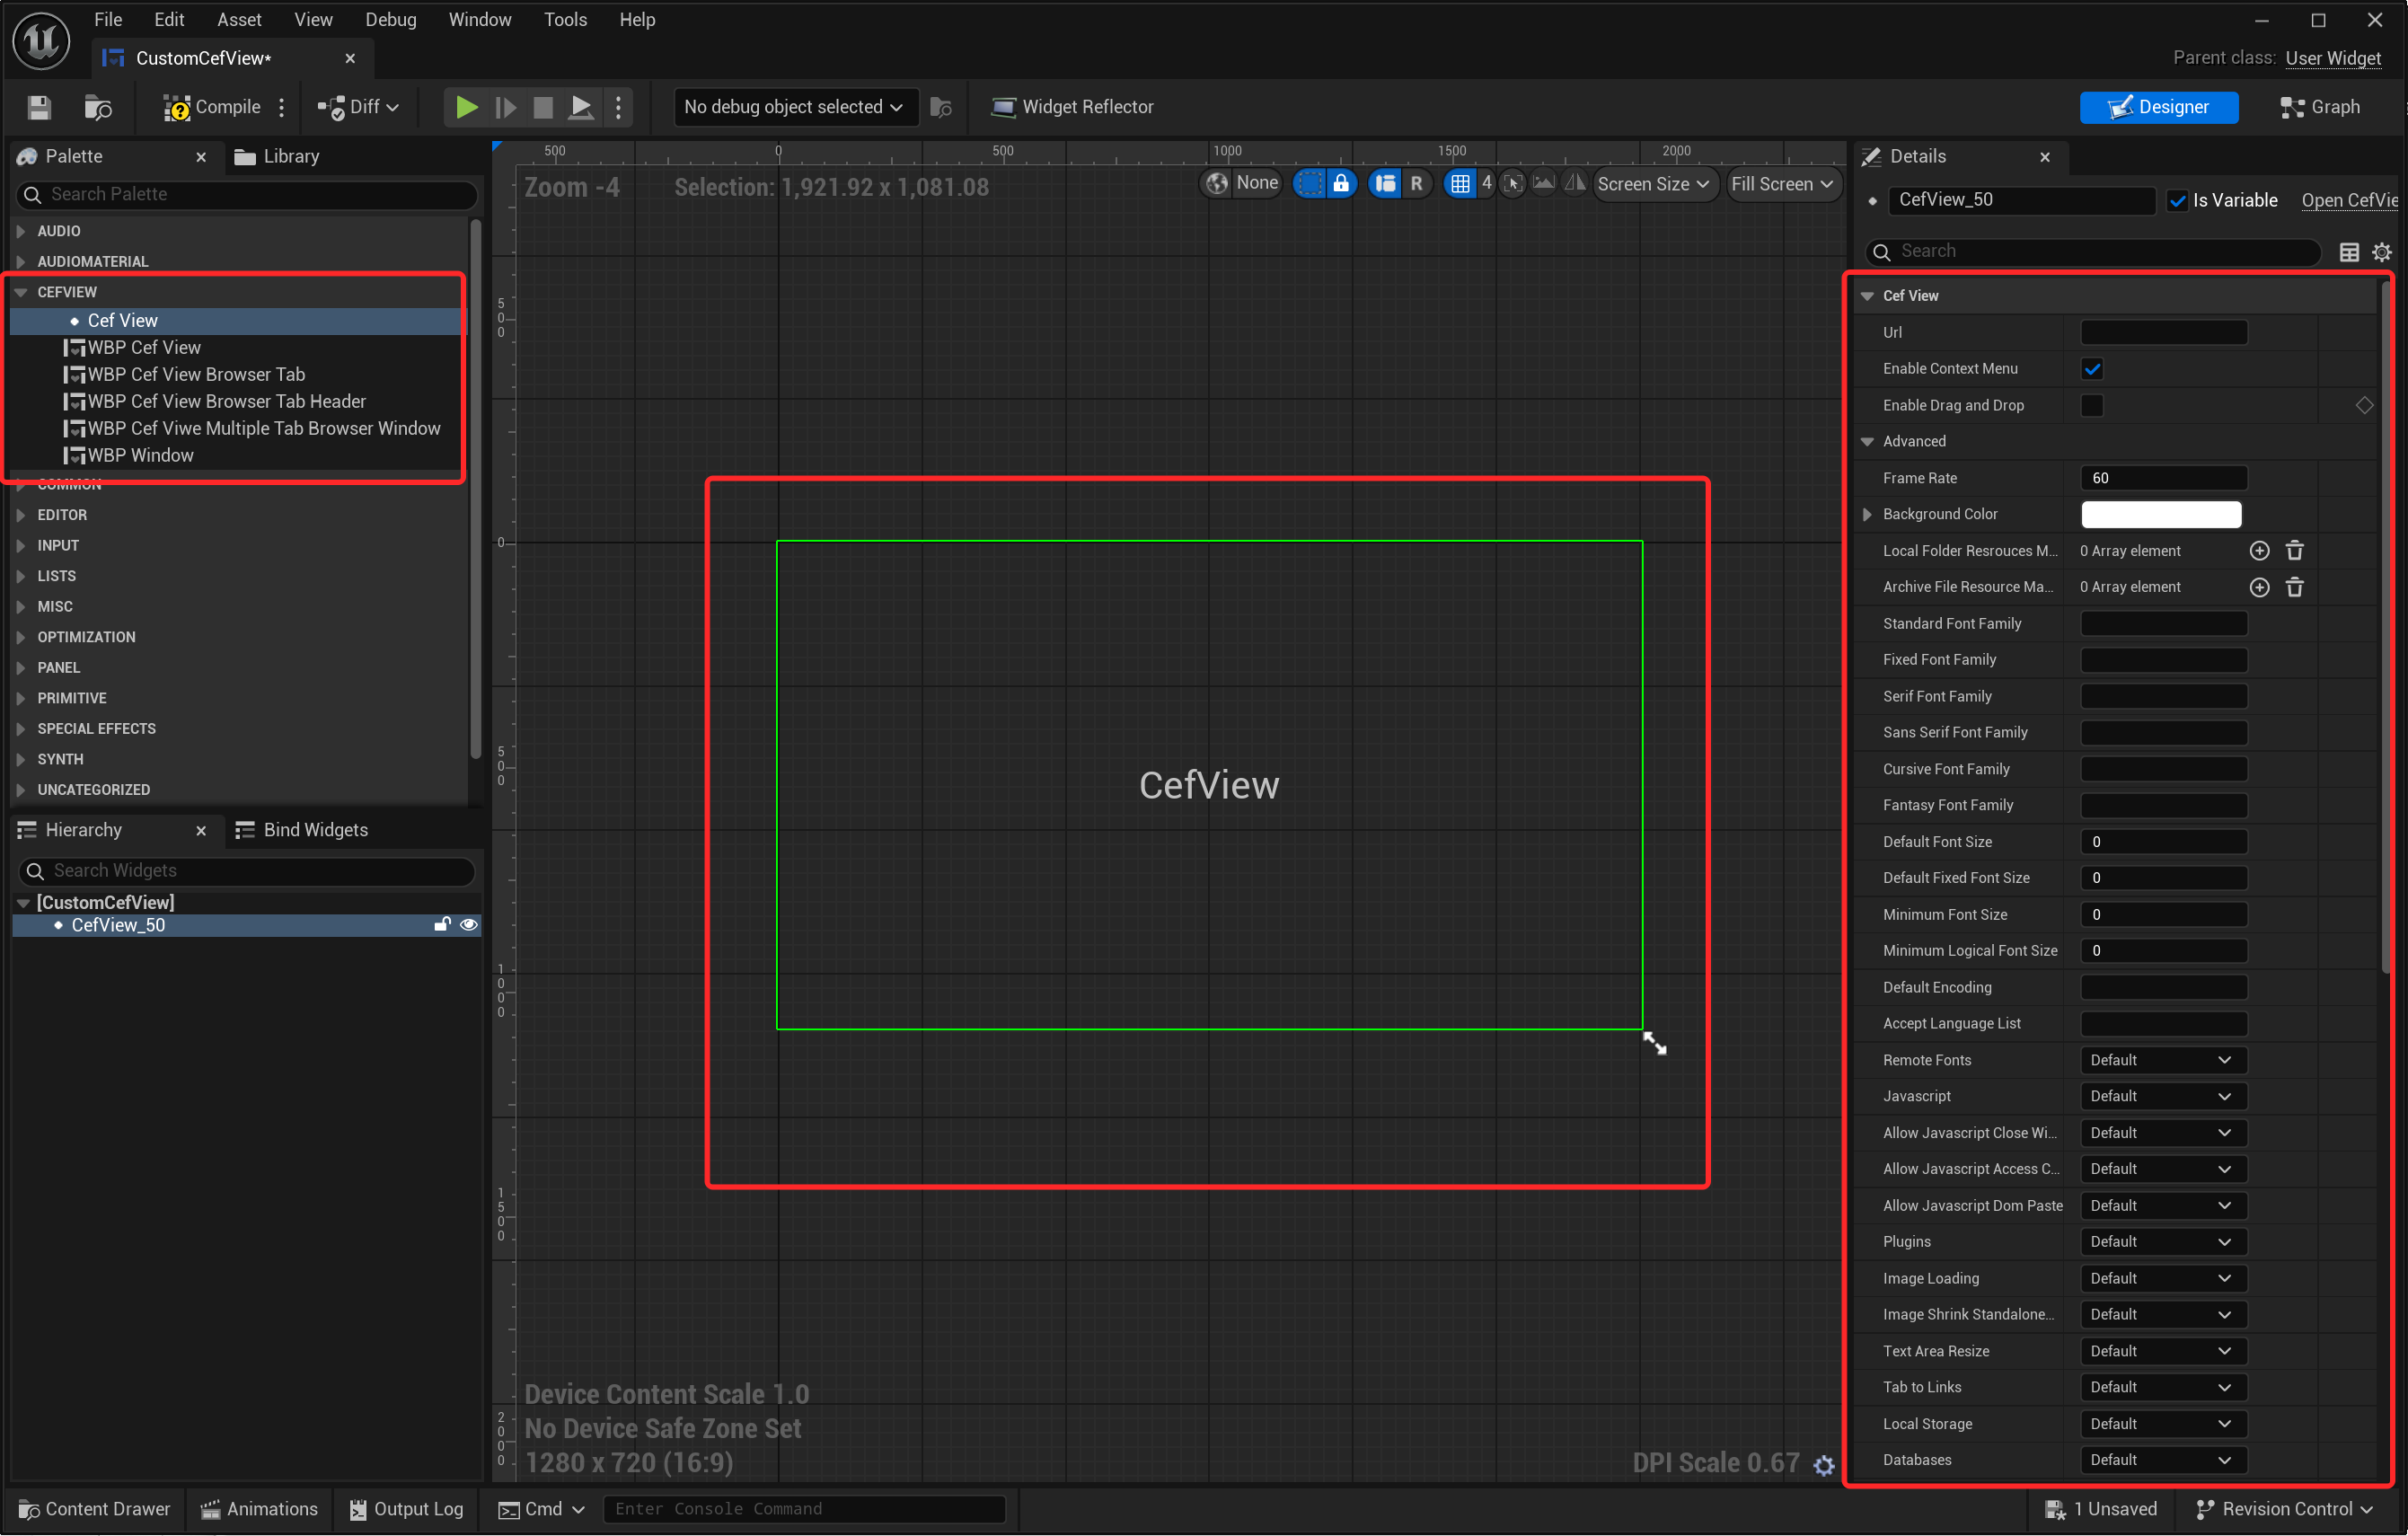 File Edit Asset View Debug Window Tools Help
CustomCefView*
Parent class: User Widget
Compile Diff No debug object selected Widget Reflector Designer Graph
Palette Library
Search Palette
AUDIO
AUDIOMATERIAL
CEFVIEW
Cef View
WBP Cef View
WBP Cef View Browser Tab
WBP Cef View Browser Tab Header
WBP Cef Viwe Multiple Tab Browser Window
WBP Window
COMMON
EDITOR
INPUT
LISTS
MISC
OPTIMIZATION
PANEL
PRIMITIVE
SPECIAL EFFECTS
SYNTH
UNCATEGORIZED
Hierarchy Bind Widgets
Search Widgets
[CustomCefView]
CefView_50
500 0 500 1000 1500 2000
Zoom -4 Selection: 1,921.92 x 1,081.08
None R 4 Screen Size Fill Screen
500
0
500
1000
1500
2000
CefView
Device Content Scale 1.0
No Device Safe Zone Set
1280 x 720 (16:9)
DPI Scale 0.67
Details
CefView_50 Is Variable Open CefVie
Search
Cef View
Url
Enable Context Menu
Enable Drag and Drop
Advanced
Frame Rate 60
Background Color
Local Folder Resrouces M... 0 Array element
Archive File Resource Ma... 0 Array element
Standard Font Family
Fixed Font Family
Serif Font Family
Sans Serif Font Family
Cursive Font Family
Fantasy Font Family
Default Font Size 0
Default Fixed Font Size 0
Minimum Font Size 0
Minimum Logical Font Size 0
Default Encoding
Accept Language List
Remote Fonts Default
Javascript Default
Allow Javascript Close Wi... Default
Allow Javascript Access C... Default
Allow Javascript Dom Paste Default
Plugins Default
Image Loading Default
Image Shrink Standalone... Default
Text Area Resize Default
Tab to Links Default
Local Storage Default
Databases Default
Content Drawer Animations Output Log Cmd Enter Console Command 1 Unsaved Revision Control